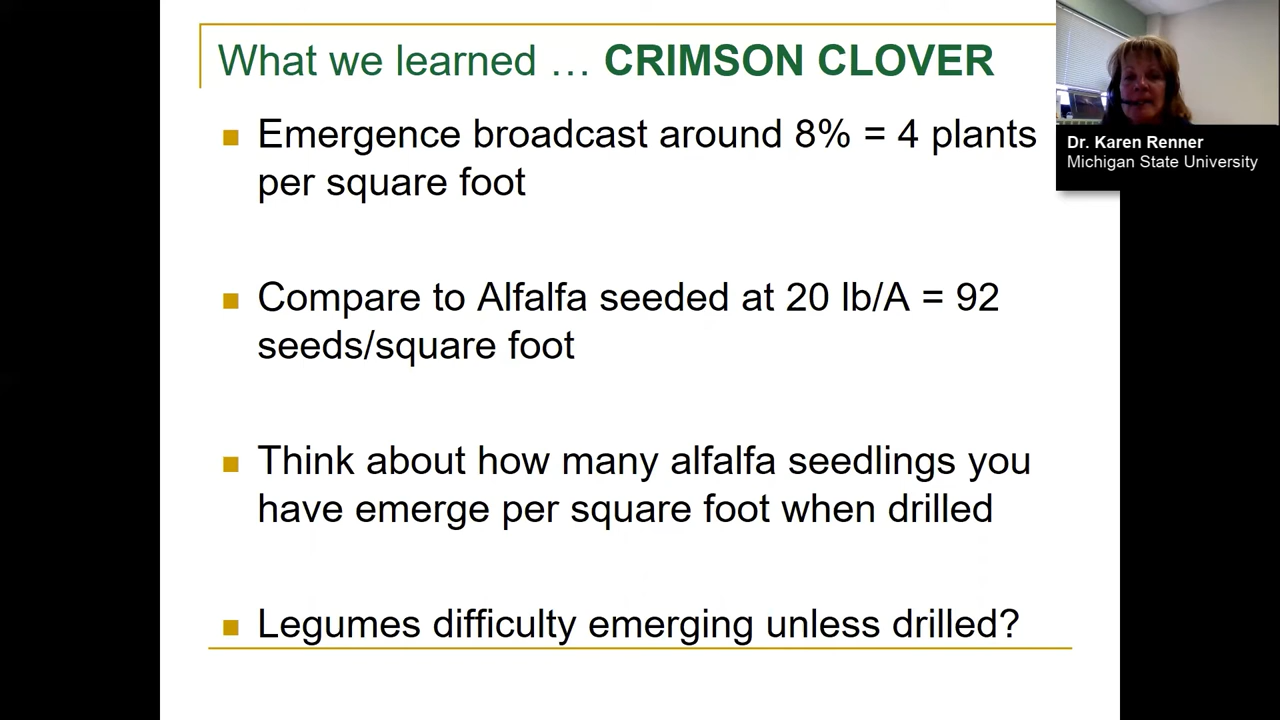 What we learned … CRIMSON CLOVER
Emergence broadcast around 8% = 4 plants
per square foot
Compare to Alfalfa seeded at 20 lb/A = 92
seeds/square foot
Think about how many alfalfa seedlings you
have emerge per square foot when drilled
Legumes difficulty emerging unless drilled?
Dr. Karen Renner
Michigan State University